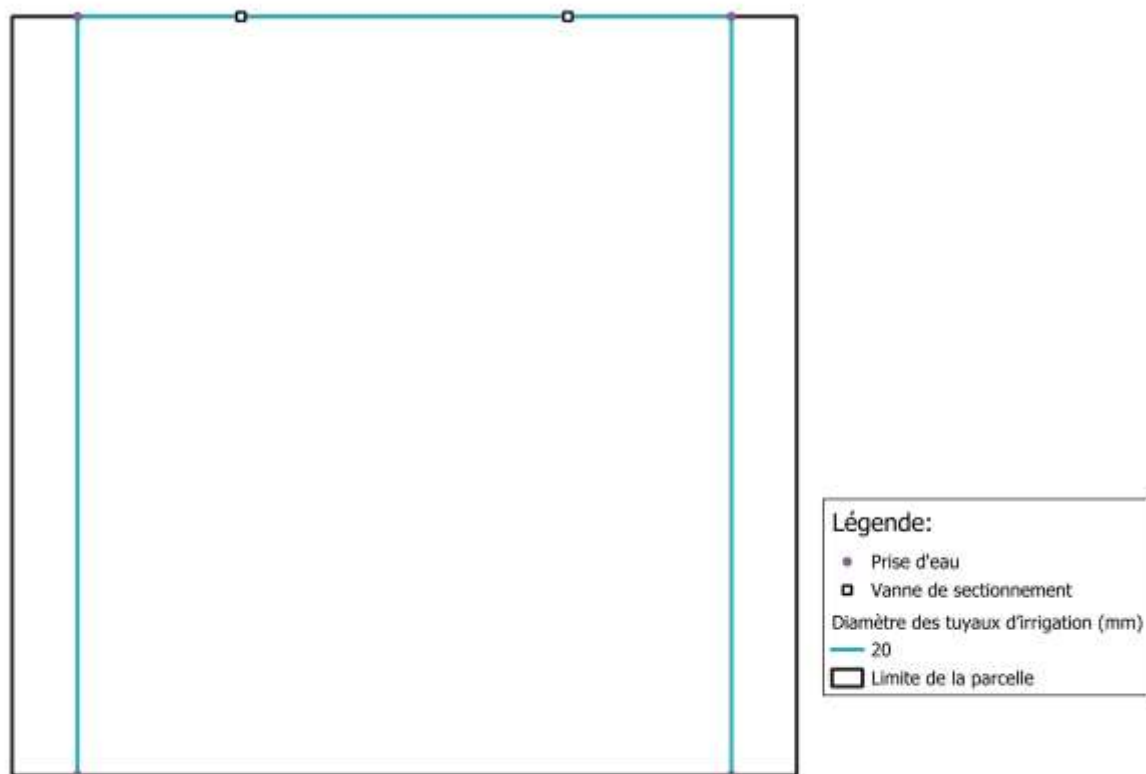 Légende:
Prise d'eau
Vanne de sectionnement
Diamètre des tuyaux d'irrigation (mm)
20
Limite de la parcelle